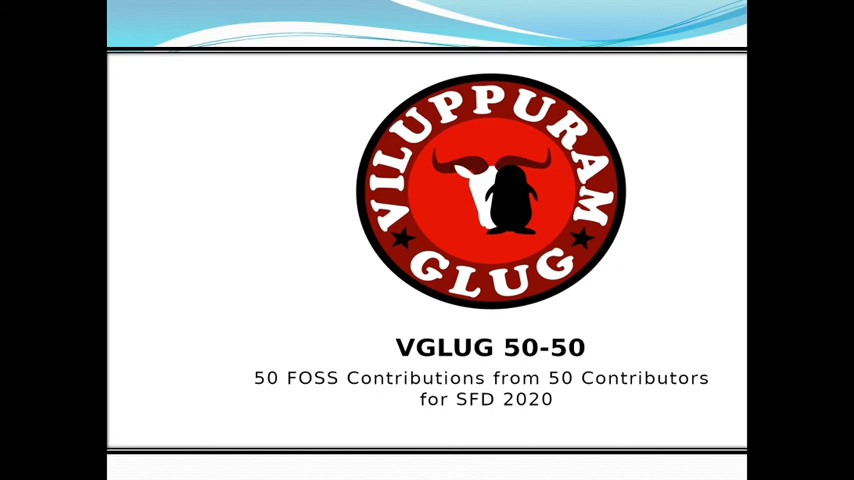 VILUPPURAM
GLUG
VGLUG 50-50
50 FOSS Contributions from 50 Contributors
for SFD 2020